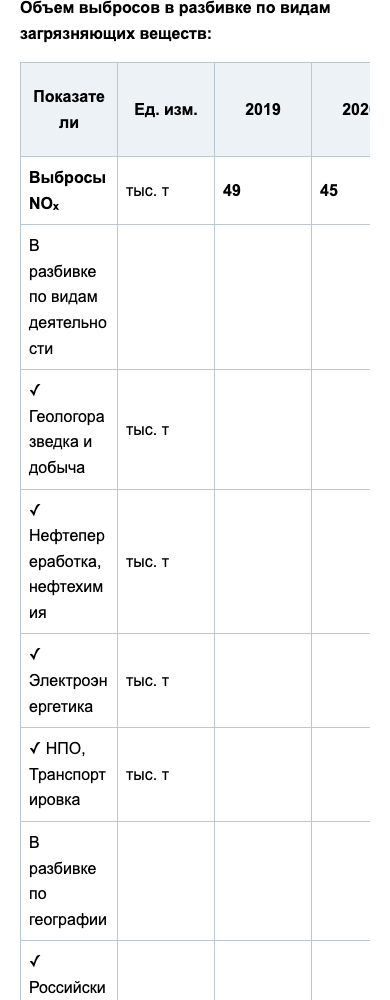 Объем выбросов в разбивке по видам
загрязняющих веществ:
Показате
ли
Ед. изм.
2019
202
Выбросы
NOₓ
тыс. т
49
45
В
разбивке
по видам
деятельно
сти
✓
Геологора
зведка и
добыча
тыс. т
✓
Нефтепер
еработка,
нефтехим
ия
тыс. т
✓
Электроэн
ергетика
тыс. т
✓ НПО,
Транспорт
ировка
тыс. т
В
разбивке
по
географии
✓
Российски